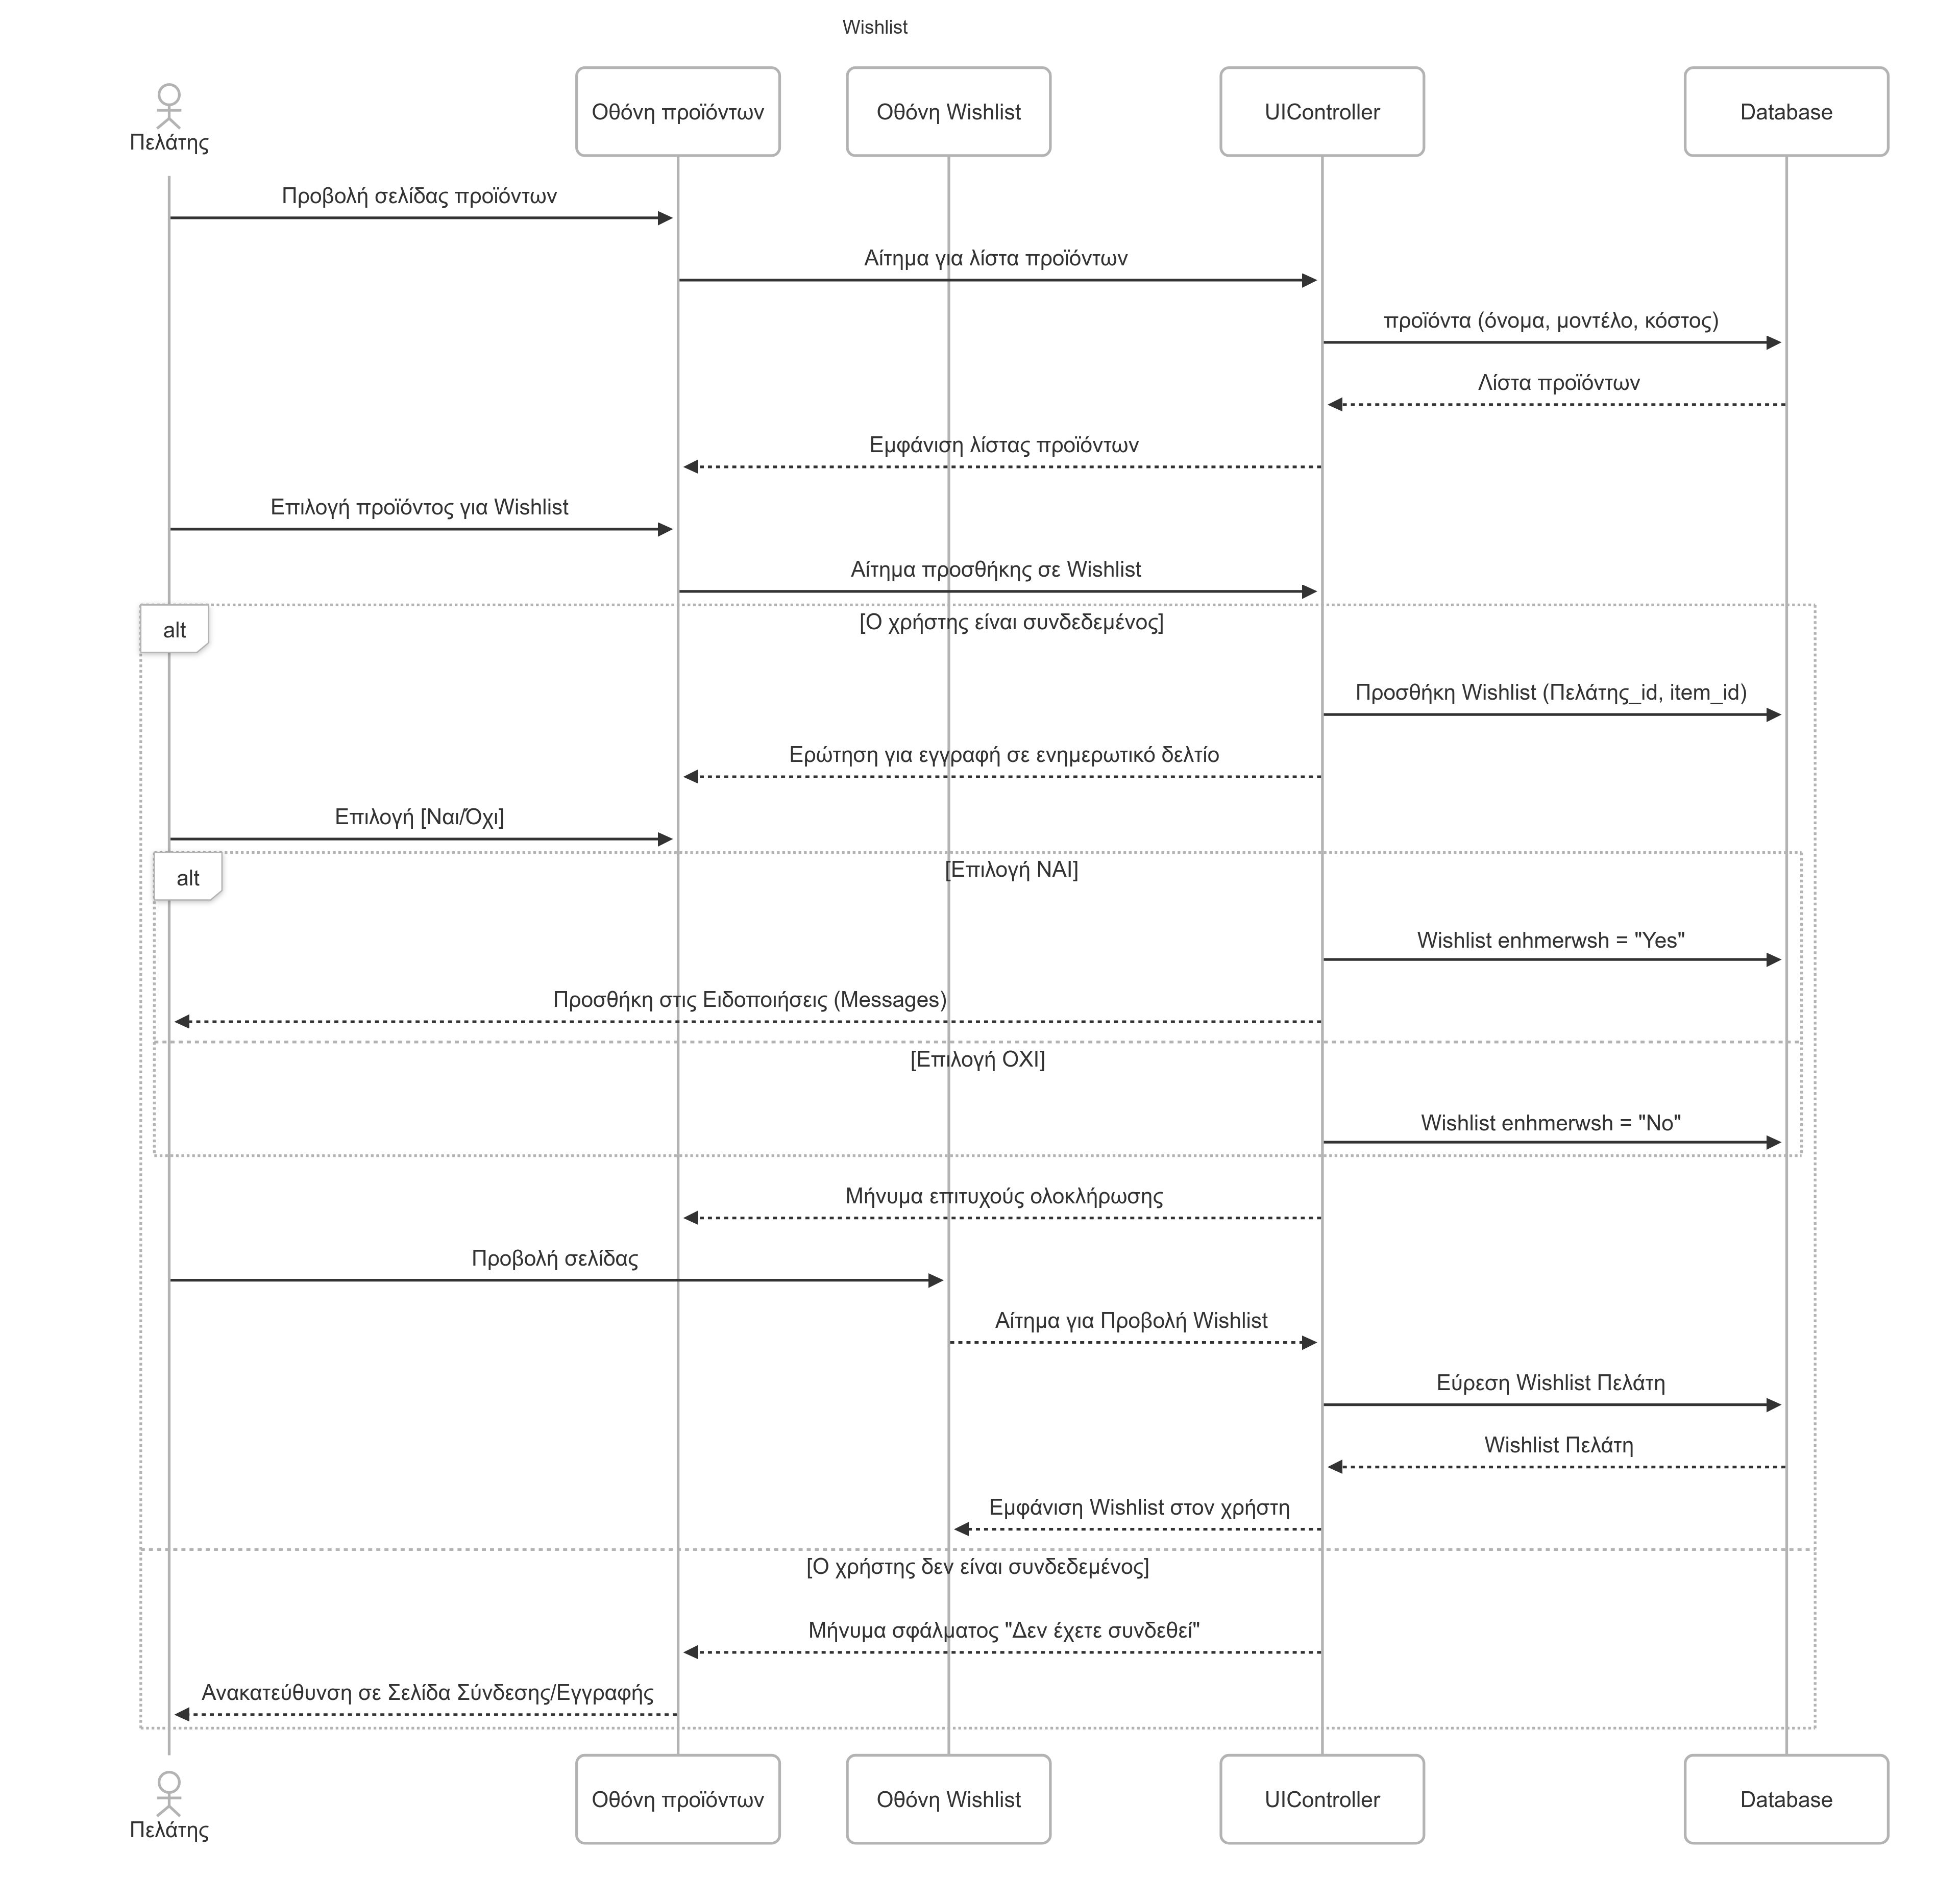 Wishlist
Πελάτης
Οθόνη προϊόντων
Οθόνη Wishlist
UIController
Database
Προβολή σελίδας προϊόντων
Αίτημα για λίστα προϊόντων
προϊόντα (όνομα, μοντέλο, κόστος)
Λίστα προϊόντων
Εμφάνιση λίστας προϊόντων
Επιλογή προϊόντος για Wishlist
Αίτημα προσθήκης σε Wishlist
alt
[Ο χρήστης είναι συνδεδεμένος]
Προσθήκη Wishlist (Πελάτης_id, item_id)
Ερώτηση για εγγραφή σε ενημερωτικό δελτίο
Επιλογή [Ναι/Όχι]
alt
[Επιλογή ΝΑΙ]
Wishlist enhmerwsh = "Yes"
Προσθήκη στις Ειδοποιήσεις (Messages)
[Επιλογή ΟΧΙ]
Wishlist enhmerwsh = "No"
Μήνυμα επιτυχούς ολοκλήρωσης
Προβολή σελίδας
Αίτημα για Προβολή Wishlist
Εύρεση Wishlist Πελάτη
Wishlist Πελάτη
Εμφάνιση Wishlist στον χρήστη
[Ο χρήστης δεν είναι συνδεδεμένος]
Μήνυμα σφάλματος "Δεν έχετε συνδεθεί"
Ανακατεύθυνση σε Σελίδα Σύνδεσης/Εγγραφής
Πελάτης
Οθόνη προϊόντων
Οθόνη Wishlist
UIController
Database